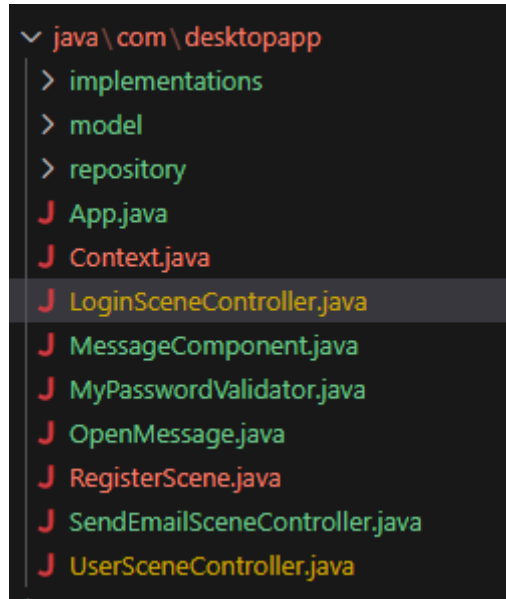 java\com\desktopapp
implementations
model
repository
J App.java
J Context.java
J LoginSceneController.java
J MessageComponent.java
J MyPasswordValidator.java
J OpenMessage.java
J RegisterScene.java
J SendEmailSceneController.java
J UserSceneController.java